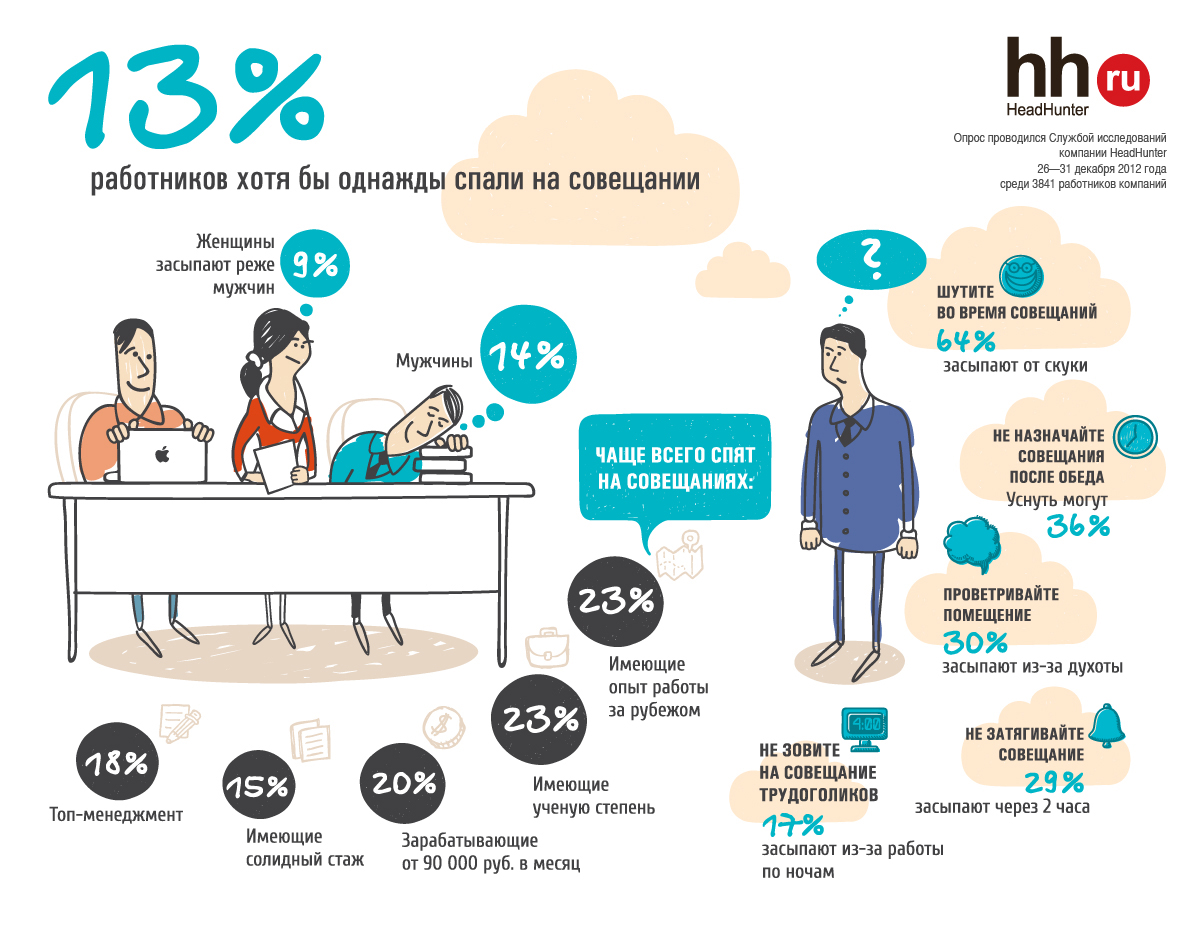 13%
работников хотя бы однажды спали на совещании
hh ru
HeadHunter
Опрос проводился Службой исследований
компании HeadHunter
26—31 декабря 2012 года
среди 3841 работников компаний
Женщины
засыпают реже
мужчин
9%
Мужчины
14%
ЧАЩЕ ВСЕГО СПЯТ
НА СОВЕЩАНИЯХ:
23%
Имеющие
опыт работы
за рубежом
23%
Имеющие
ученую степень
20%
Зарабатывающие
от 90 000 руб. в месяц
15%
Имеющие
солидный стаж
18%
Топ-менеджмент
?
ШУТИТЕ
ВО ВРЕМЯ СОВЕЩАНИЙ
64%
засыпают от скуки
НЕ НАЗНАЧАЙТЕ
СОВЕЩАНИЯ
ПОСЛЕ ОБЕДА
Уснуть могут
36%
ПРОВЕТРИВАЙТЕ
ПОМЕЩЕНИЕ
30%
засыпают из-за духоты
НЕ ЗАТЯГИВАЙТЕ
СОВЕЩАНИЕ
29%
засыпают через 2 часа
4:00
НЕ ЗОВИТЕ
НА СОВЕЩАНИЕ
ТРУДОГОЛИКОВ
17%
засыпают из-за работы
по ночам